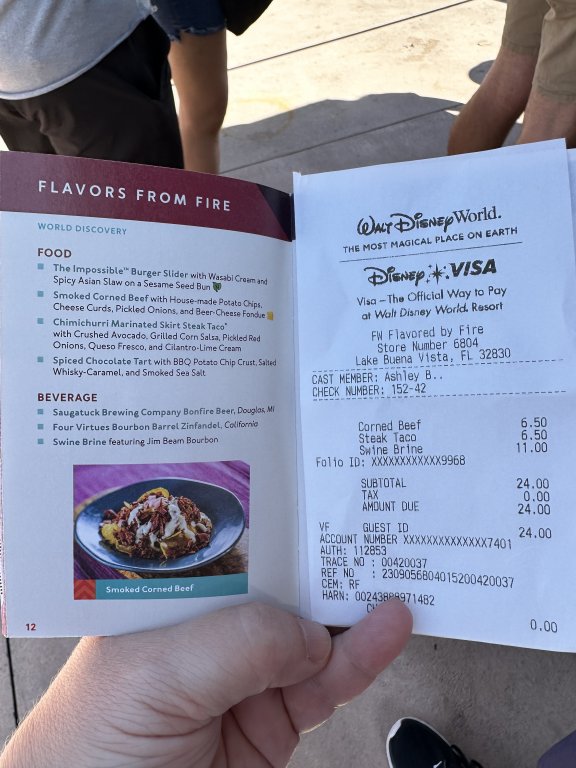 FLAVORS FROM FIRE
WORLD DISCOVERY
FOOD
The Impossible™ Burger Slider with Wasabi Cream and
Spicy Asian Slaw on a Sesame Seed Bun
Smoked Corned Beef with House-made Potato Chips,
Cheese Curds, Pickled Onions, and Beer-Cheese Fondue
Chimichurri Marinated Skirt Steak Taco*
with Crushed Avocado, Grilled Corn Salsa, Pickled Red
Onions, Queso Fresco, and Cilantro-Lime Cream
Spiced Chocolate Tart with BBQ Potato Chip Crust, Salted
Whisky-Caramel, and Smoked Sea Salt
BEVERAGE
Saugatuck Brewing Company Bonfire Beer, Douglas, MI
Four Virtues Bourbon Barrel Zinfandel, California
Swine Brine featuring Jim Beam Bourbon
Smoked Corned Beef
12
Walt Disney World.
THE MOST MAGICAL PLACE ON EARTH
Disney VISA
Visa – The Official Way to Pay
at Walt Disney World. Resort
FW Flavored by Fire
Store Number 6804
Lake Buena Vista, FL 32830
CAST MEMBER: Ashley B..
CHECK NUMBER: 152-42
Corned Beef 6.50
Steak Taco 6.50
Swine Brine 11.00
Folio ID: XXXXXXXXXXXX9968
SUBTOTAL 24.00
TAX 0.00
AMOUNT DUE 24.00
VF GUEST ID 24.00
ACCOUNT NUMBER XXXXXXXXXXXXXX7401
AUTH: 112853
TRACE NO : 00420037
REF NO : 2309056804015200420037
CEM: RF
HARN:
0.00